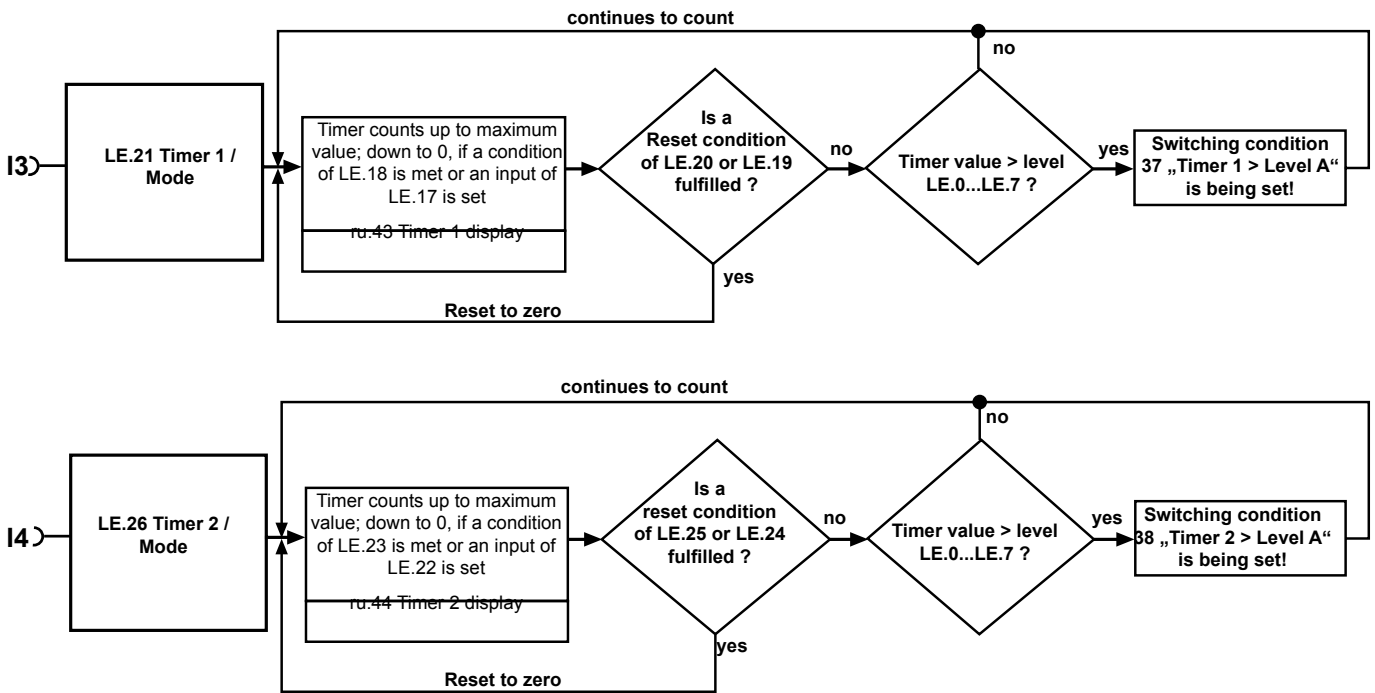 continues to count
no
I3
LE.21 Timer 1 /
Mode
Timer counts up to maximum
value; down to 0, if a condition
of LE.18 is met or an input of
LE.17 is set
ru.43 Timer 1 display
Is a
Reset condition
of LE.20 or LE.19
fulfilled ?
no
Timer value > level
LE.0...LE.7 ?
yes
Switching condition
37 „Timer 1 > Level A“
is being set!
yes
Reset to zero
continues to count
no
I4
LE.26 Timer 2 /
Mode
Timer counts up to maximum
value; down to 0, if a condition
of LE.23 is met or an input of
LE.22 is set
ru.44 Timer 2 display
Is a
reset condition
of LE.25 or LE.24
fulfilled ?
no
Timer value > level
LE.0...LE.7 ?
yes
Switching condition
38 „Timer 2 > Level A“
is being set!
yes
Reset to zero